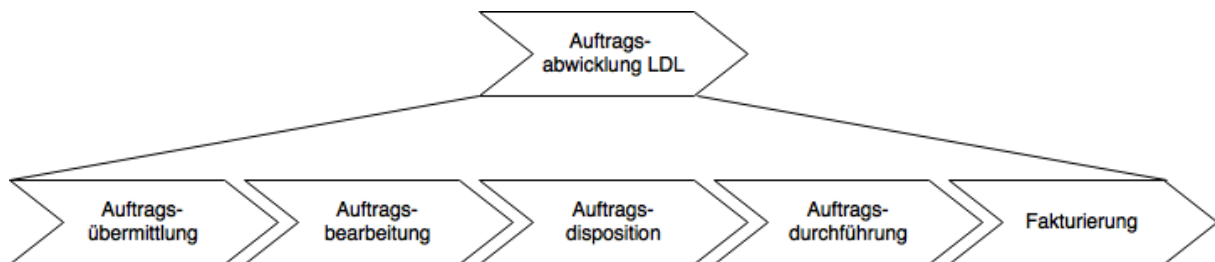 Auftrags-
abwicklung LDL
Auftrags-
übermittlung
Auftrags-
bearbeitung
Auftrags-
disposition
Auftrags-
durchführung
Fakturierung